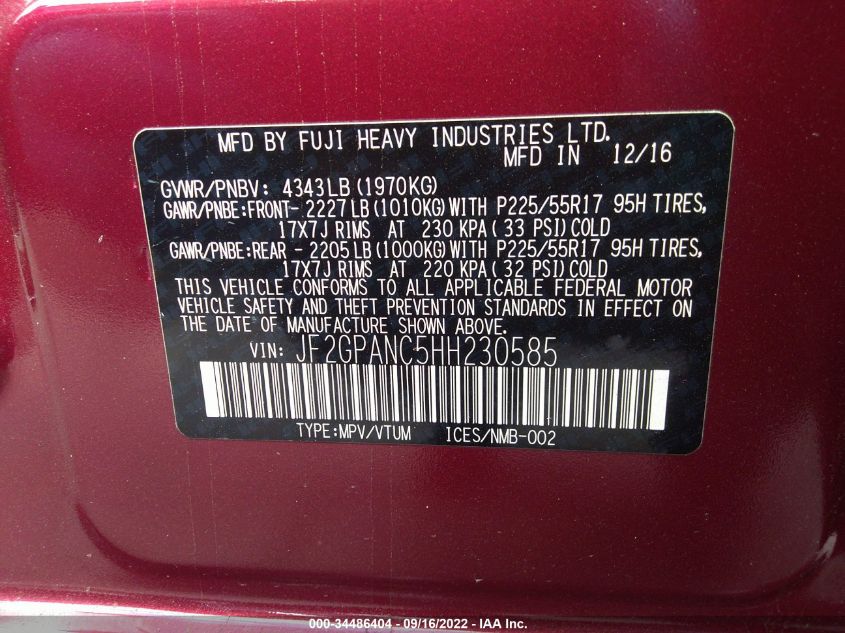 MFD BY FUJI HEAVY INDUSTRIES LTD.
MFD IN 12/16
GVWR/PNBV: 4343LB (1970KG)
GAWR/PNBE:FRONT- 2227LB (1010KG) WITH P225/55R17 95H TIRES,
17X7J RIMS AT 230 KPA ( 33 PSI) COLD
GAWR/PNBE:REAR - 2205LB (1000KG) WITH P225/55R17 95H TIRES,
17X7J RIMS AT 220 KPA ( 32 PSI) COLD
THIS VEHICLE CONFORMS TO ALL APPLICABLE FEDERAL MOTOR
VEHICLE SAFETY AND THEFT PREVENTION STANDARDS IN EFFECT ON
THE DATE OF MANUFACTURE SHOWN ABOVE.
VIN: JF2GPANC5HH230585
TYPE:MPV/VTUM ICES/NMB-002
000-34486404 - 09/16/2022 - IAA Inc.